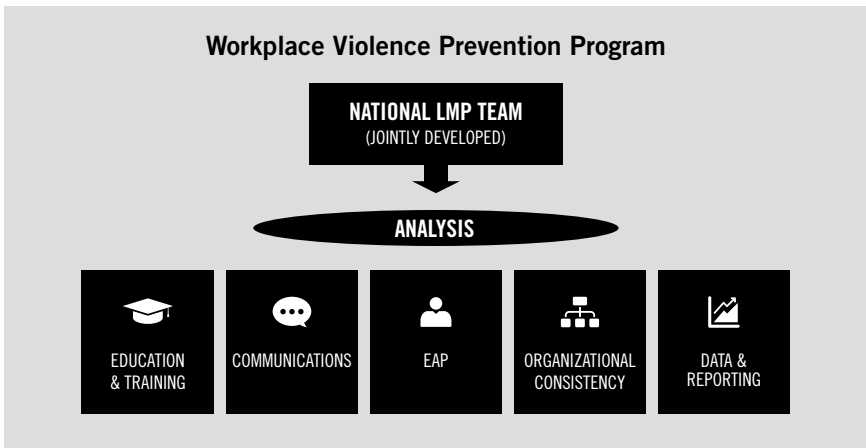 Workplace Violence Prevention Program
NATIONAL LMP TEAM
(JOINTLY DEVELOPED)
ANALYSIS
EDUCATION
& TRAINING
COMMUNICATIONS
EAP
ORGANIZATIONAL
CONSISTENCY
DATA &
REPORTING